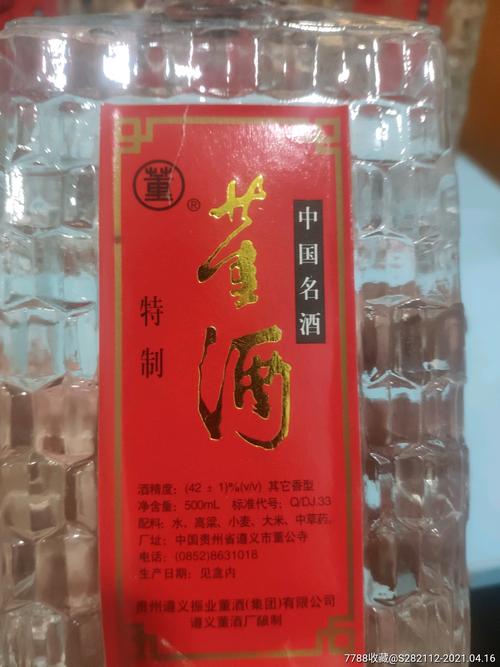 董
®
董酒
中国名酒
特制
酒精度：(42 ± 1)%(v/v) 其它香型
净含量：500mL 标准代号：Q/DJ.33
配料：水、高粱、小麦、大米、中草药。
厂址：中国贵州省遵义市董公寺
电话：(0852)8631018
生产日期：见盒内
贵州遵义振业董酒(集团)有限公司
遵义董酒厂酿制
7788收藏@S282112-2021.04.16